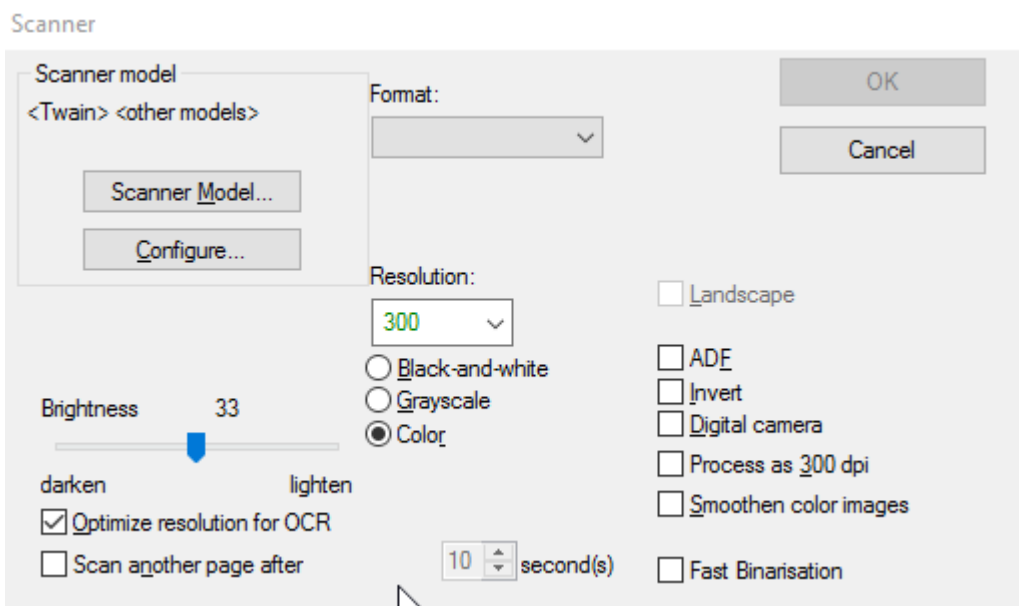 Scanner
Scanner model
<Twain> <other models>
Scanner Model...
Configure...
Format:
OK
Cancel
Resolution:
300
Black-and-white
Grayscale
Color
Landscape
ADF
Invert
Digital camera
Process as 300 dpi
Smoothen color images
Brightness 33
darken lighten
Optimize resolution for OCR
Scan another page after 10 second(s)
Fast Binarisation